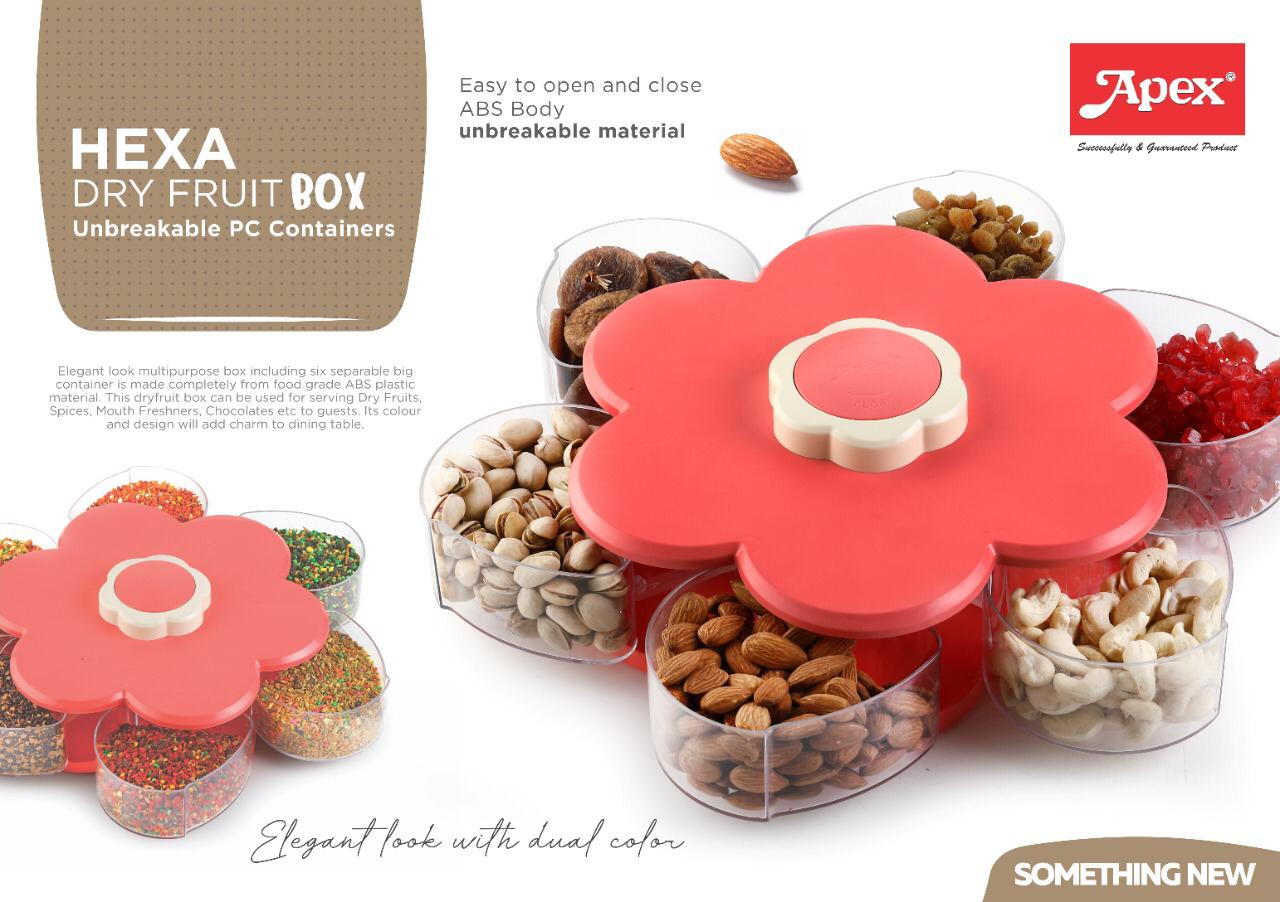 HEXA
DRY FRUIT BOX
Unbreakable PC Containers
Easy to open and close
ABS Body
unbreakable material
Apex®
Successfully & Guaranteed Product
Elegant look multipurpose box including six separable big
container is made completely from food grade ABS plastic
material. This dryfruit box can be used for serving Dry Fruits,
Spices, Mouth Freshners, Chocolates etc to guests. Its colour
and design will add charm to dining table.
Elegant look with dual color
SOMETHING NEW